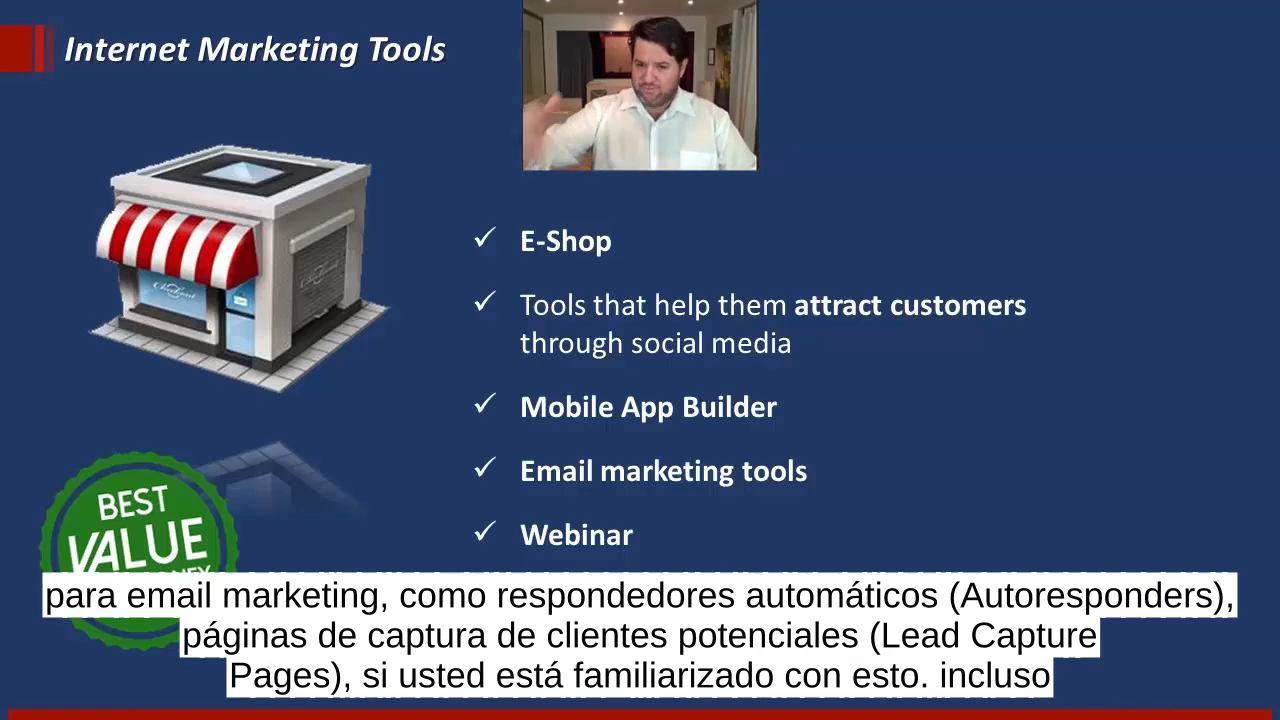 Internet Marketing Tools
E-Shop
Tools that help them attract customers
through social media
Mobile App Builder
Email marketing tools
Webinar
BEST
VALUE
para email marketing, como respondedores automáticos (Autoresponders),
páginas de captura de clientes potenciales (Lead Capture
Pages), si usted está familiarizado con esto. incluso